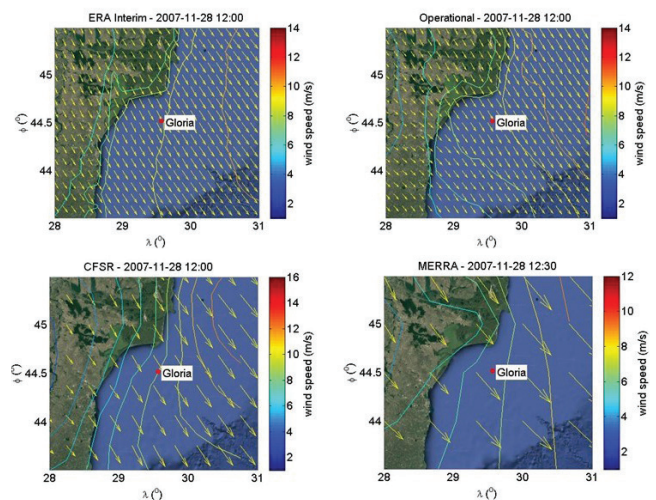 ERA Interim - 2007-11-28 12:00
45
44.5
44
φ (°)
28 29 30 31
λ (°)
Gloria
14
12
10
8
6
4
2
wind speed (m/s)
Operational - 2007-11-28 12:00
45
44.5
44
φ (°)
28 29 30 31
λ (°)
Gloria
14
12
10
8
6
4
2
wind speed (m/s)
CFSR - 2007-11-28 12:00
45
44.5
44
φ (°)
28 29 30 31
λ (°)
Gloria
16
14
12
10
8
6
4
2
wind speed (m/s)
MERRA - 2007-11-28 12:30
45
44.5
44
φ (°)
28 29 30 31
λ (°)
Gloria
12
10
8
6
4
2
wind speed (m/s)